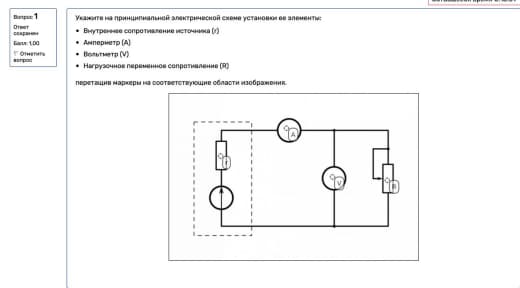 Вопрос 1
Ответ
сохранен
Балл: 1,00
Отметить
вопрос
Укажите на принципиальной электрической схеме установки ее элементы:
• Внутреннее сопротивление источника (r)
• Амперметр (A)
• Вольтметр (V)
• Нагрузочное переменное сопротивление (R)
перетащив маркеры на соответствующие области изображения.
A
r
V
R